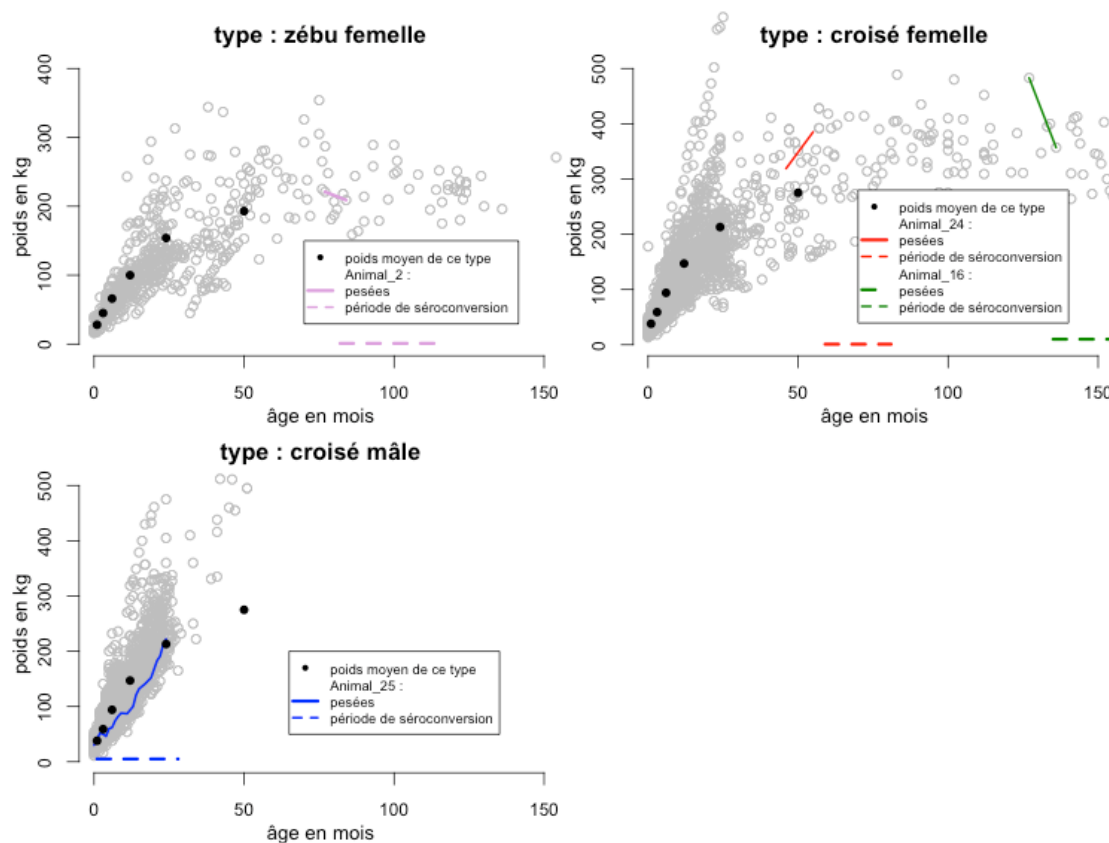 type : zébu femelle
poids en kg
0
100
200
300
400
poids moyen de ce type
Animal_2 :
pesées
période de séroconversion
0
50
100
150
âge en mois
type : croisé femelle
poids en kg
0
100
200
300
400
500
poids moyen de ce type
Animal_24 :
pesées
période de séroconversion
Animal_16 :
pesées
période de séroconversion
0
50
100
150
âge en mois
type : croisé mâle
poids en kg
0
100
200
300
400
500
poids moyen de ce type
Animal_25 :
pesées
période de séroconversion
0
50
100
150
âge en mois